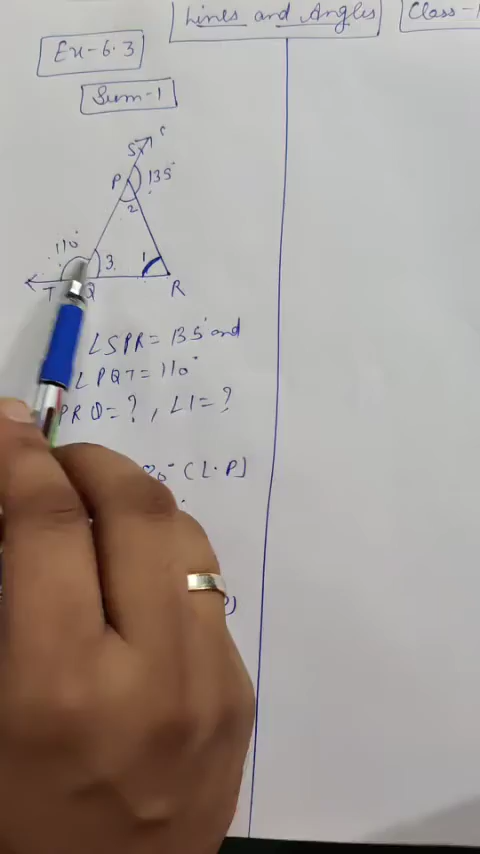 Lines and Angles
Class-
Ex-6.3
Sum-1
S
P 135°
2
110° 3 1
T Q R
∠SPR = 135° and
∠PQT = 110°
PRQ = ?, ∠1 = ?
(L.P)